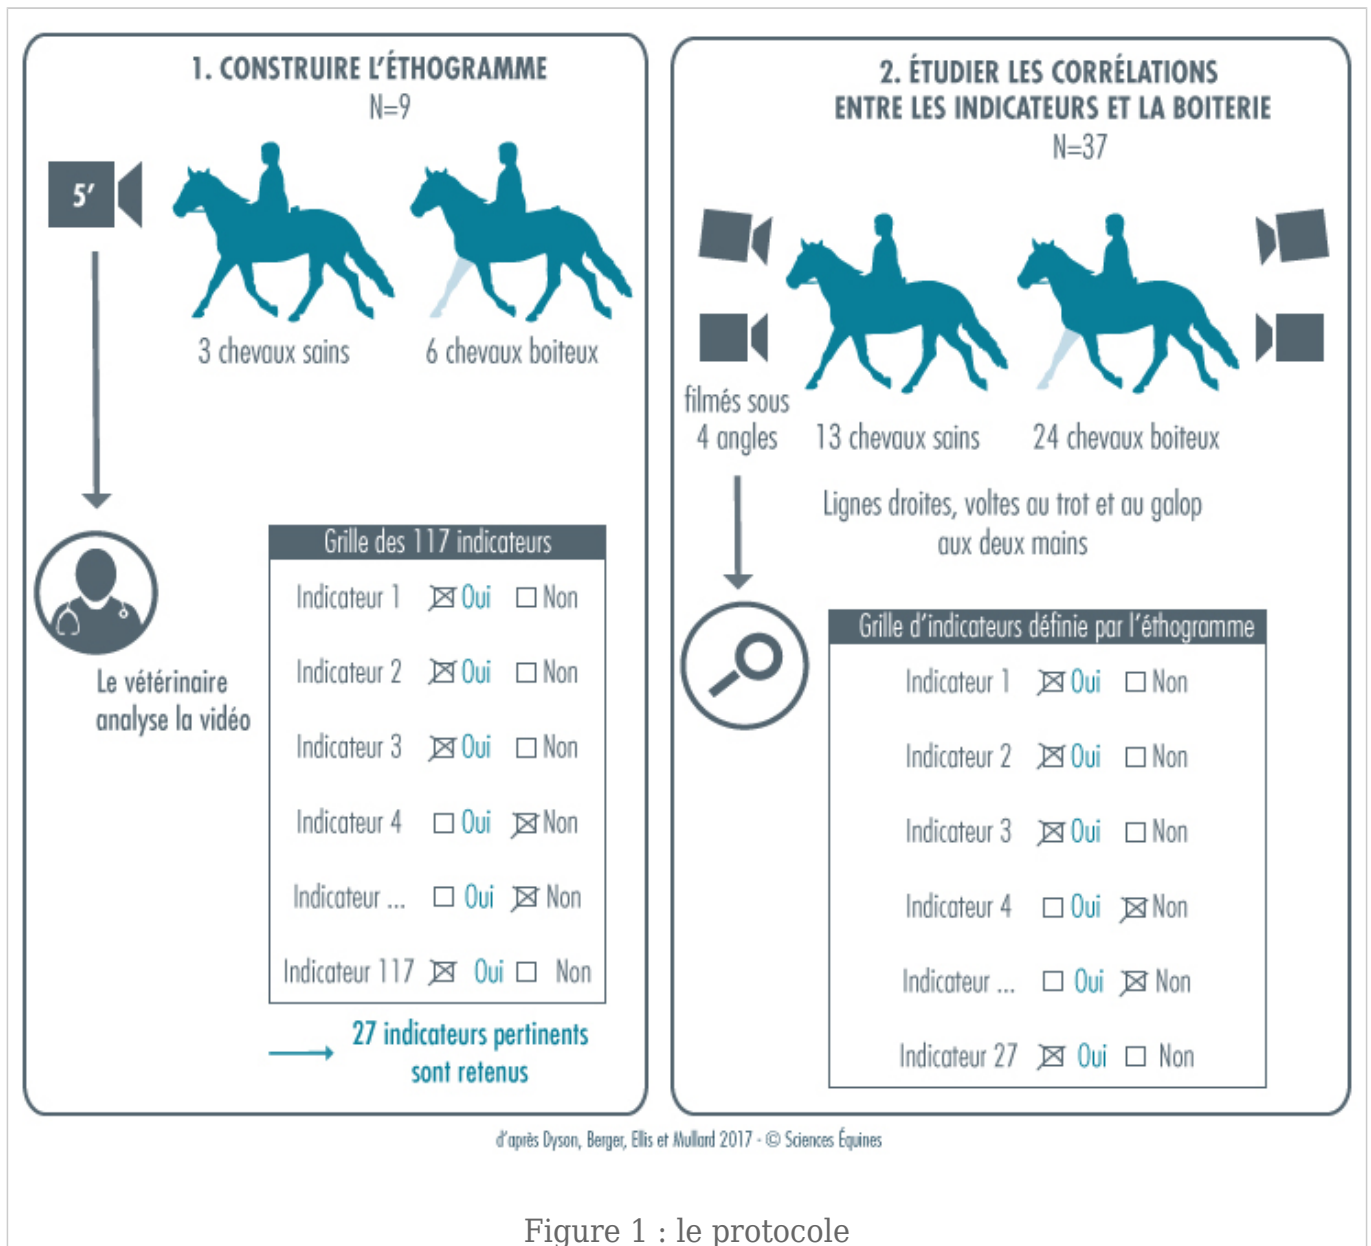 1. CONSTRUIRE L'ÉTHOGRAMME
N=9
5'
3 chevaux sains
6 chevaux boiteux
Le vétérinaire
analyse la vidéo
Grille des 117 indicateurs
Indicateur 1 Oui Non
Indicateur 2 Oui Non
Indicateur 3 Oui Non
Indicateur 4 Oui Non
Indicateur ... Oui Non
Indicateur 117 Oui Non
27 indicateurs pertinents
sont retenus
2. ÉTUDIER LES CORRÉLATIONS
ENTRE LES INDICATEURS ET LA BOITERIE
N=37
filmés sous
4 angles
13 chevaux sains
24 chevaux boiteux
Lignes droites, voltes au trot et au galop
aux deux mains
Grille d'indicateurs définie par l'éthogramme
Indicateur 1 Oui Non
Indicateur 2 Oui Non
Indicateur 3 Oui Non
Indicateur 4 Oui Non
Indicateur ... Oui Non
Indicateur 27 Oui Non
d'après Dyson, Berger, Ellis et Mullard 2017 - © Sciences Équines
Figure 1 : le protocole